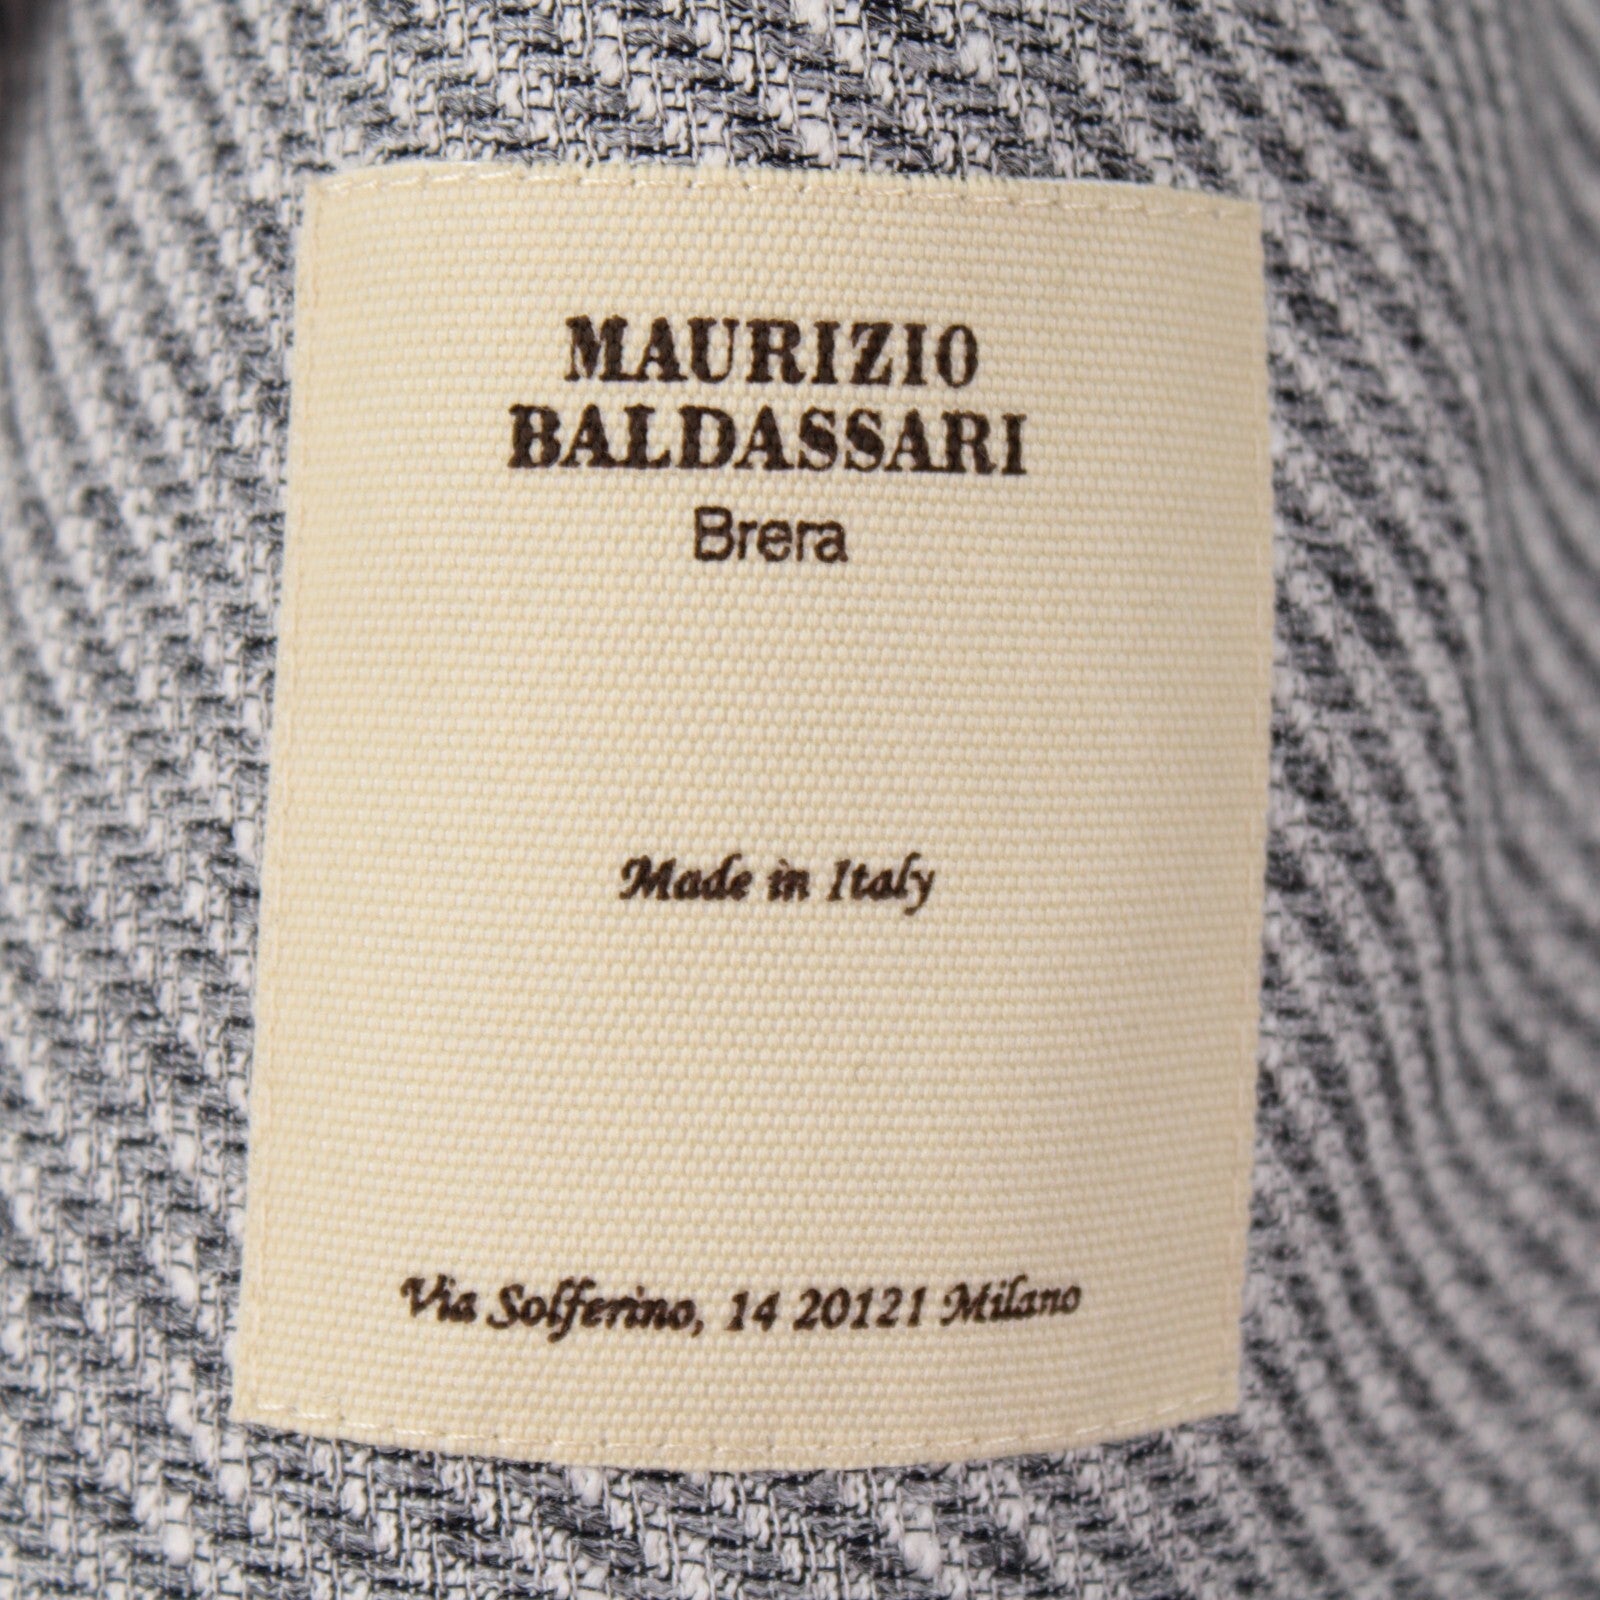 MAURIZIO
BALDASSARI
Brera
Made in Italy
Via Solferino, 14 20121 Milano